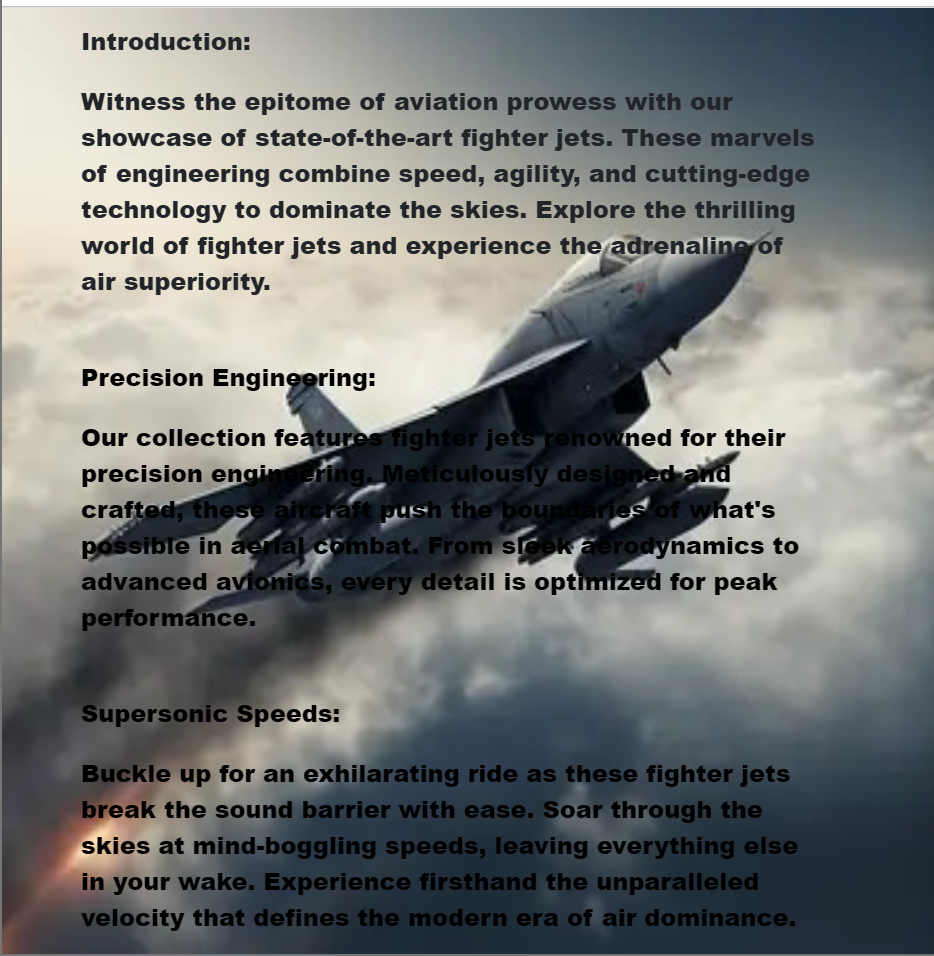 Introduction:
Witness the epitome of aviation prowess with our
showcase of state-of-the-art fighter jets. These marvels
of engineering combine speed, agility, and cutting-edge
technology to dominate the skies. Explore the thrilling
world of fighter jets and experience the adrenaline of
air superiority.
Precision Engineering:
Our collection features fighter jets renowned for their
precision engineering. Meticulously designed and
crafted, these aircraft push the boundaries of what's
possible in aerial combat. From sleek aerodynamics to
advanced avionics, every detail is optimized for peak
performance.
Supersonic Speeds:
Buckle up for an exhilarating ride as these fighter jets
break the sound barrier with ease. Soar through the
skies at mind-boggling speeds, leaving everything else
in your wake. Experience firsthand the unparalleled
velocity that defines the modern era of air dominance.